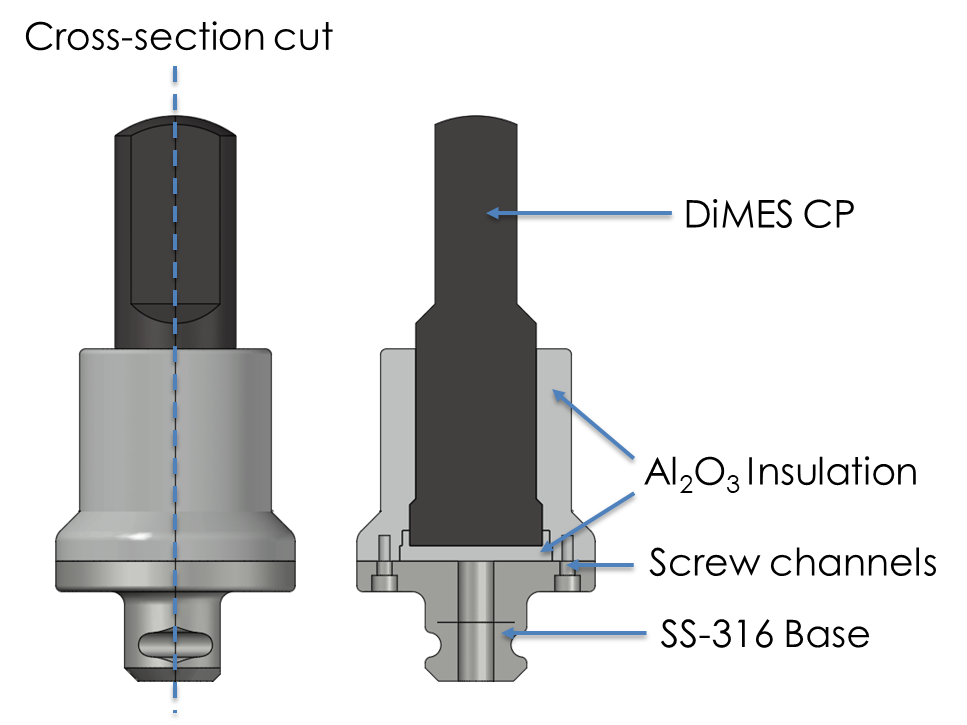 Cross-section cut
DiMES CP
Al₂O₃ Insulation
Screw channels
SS-316 Base